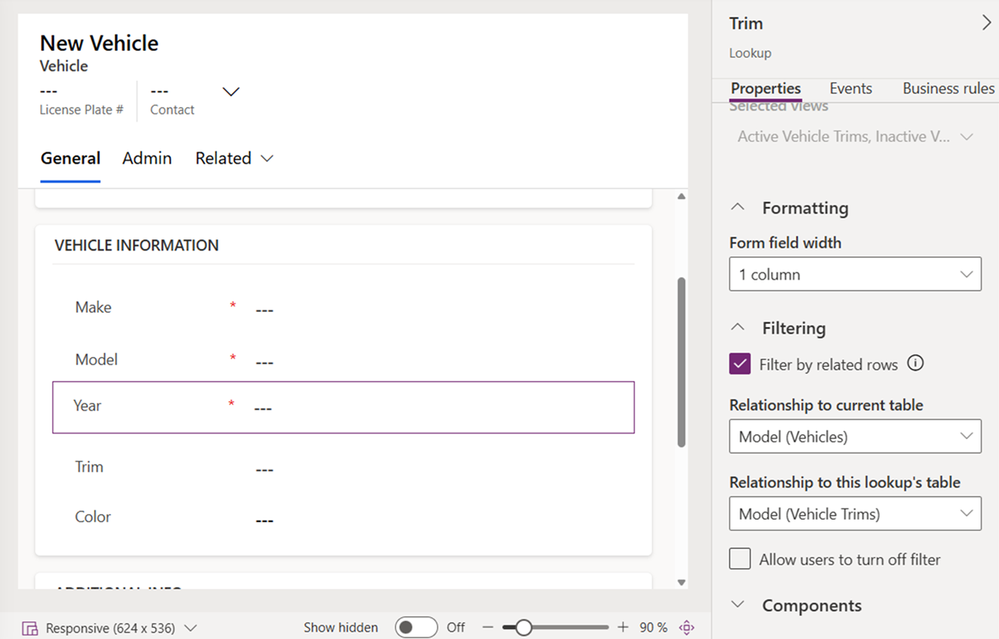 New Vehicle
Vehicle
---
---
License Plate #
Contact
General
Admin
Related
VEHICLE INFORMATION
Make * ---
Model * ---
Year * ---
Trim ---
Color ---
ADDITIONAL INFO
Responsive (624 x 536)
Show hidden
Off
90 %
Trim
Lookup
Properties
Events
Business rules
Selected views
Active Vehicle Trims, Inactive V...
Formatting
Form field width
1 column
Filtering
Filter by related rows
Relationship to current table
Model (Vehicles)
Relationship to this lookup's table
Model (Vehicle Trims)
Allow users to turn off filter
Components